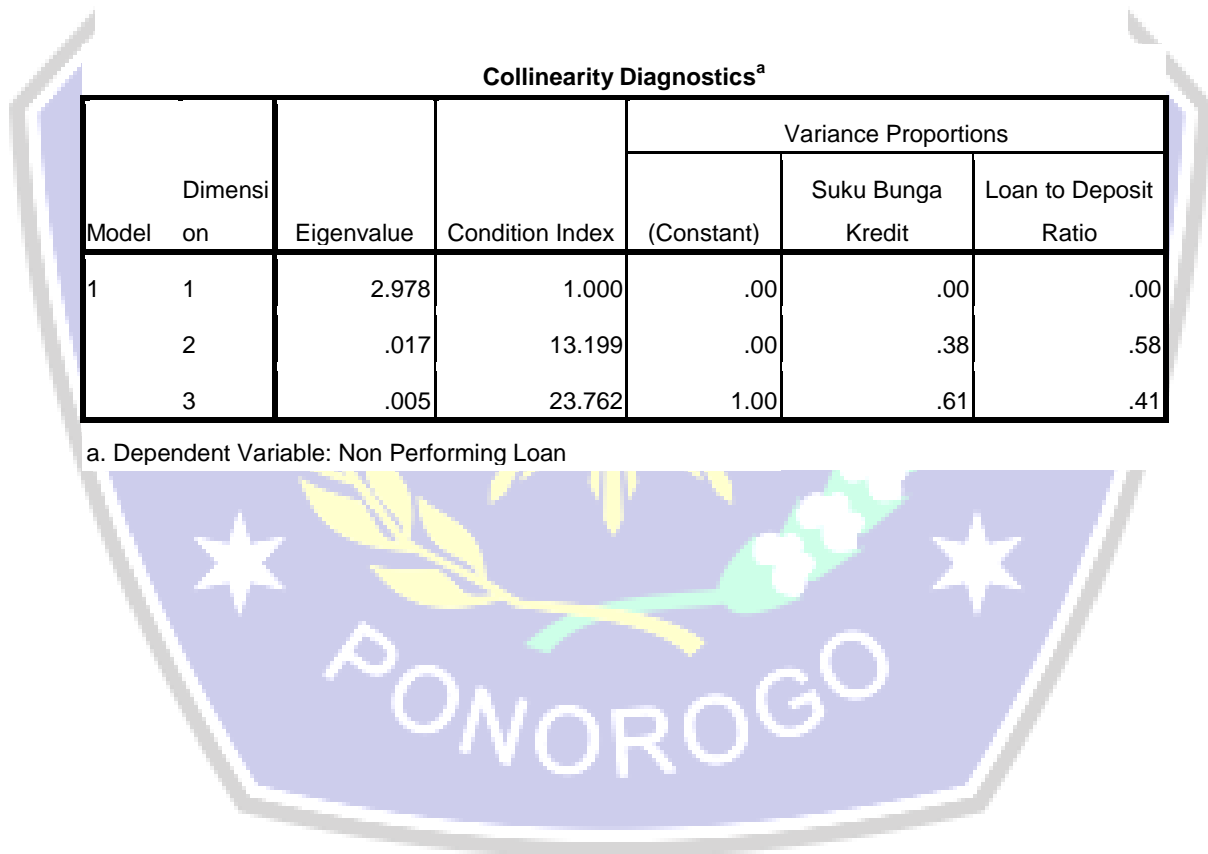 Collinearity Diagnosticsa
Variance Proportions
Dimensi Suku Bunga Loan to Deposit
Model on Eigenvalue Condition Index (Constant) Kredit Ratio
1 1 2.978 1.000 .00 .00 .00
2 .017 13.199 .00 .38 .58
3 .005 23.762 1.00 .61 .41
a. Dependent Variable: Non Performing Loan
PONOROGO